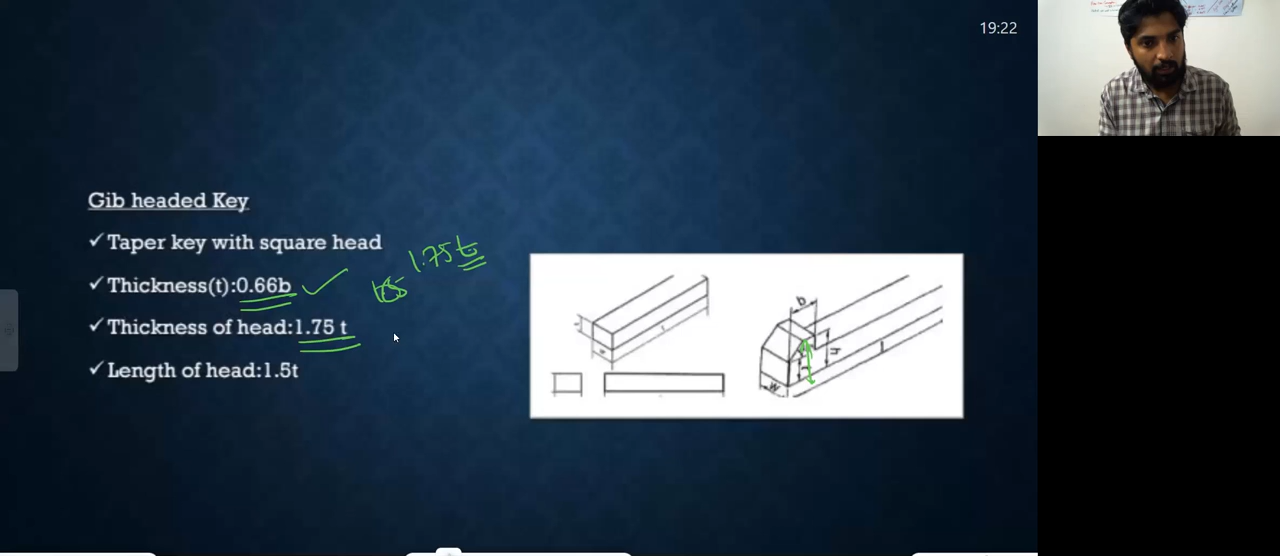 19:22
Gib headed Key
✓Taper key with square head
✓Thickness(t):0.66b
✓Thickness of head:1.75 t
✓Length of head:1.5t
1.75 t
b
h
l
w